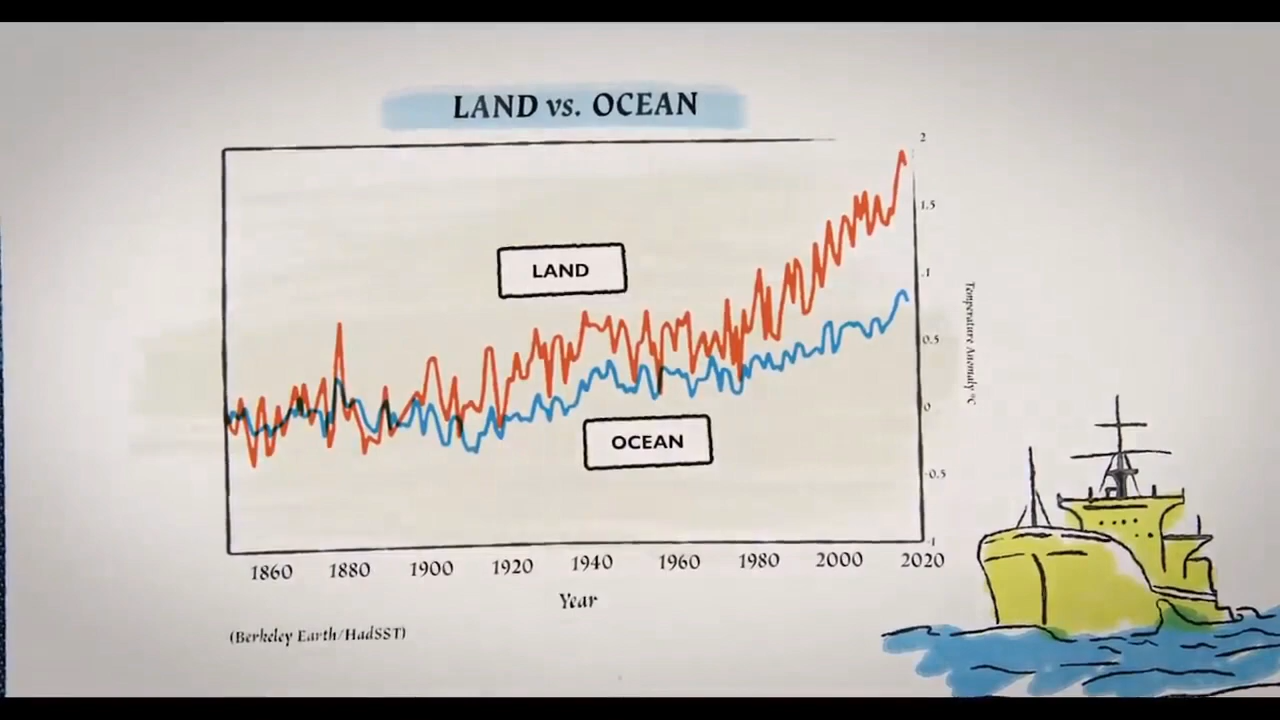 LAND vs. OCEAN
2
1.5
1
0.5
0
-0.5
-1
LAND
OCEAN
Temperature Anomaly °C
1860 1880 1900 1920 1940 1960 1980 2000 2020
Year
(Berkeley Earth/HadSST)